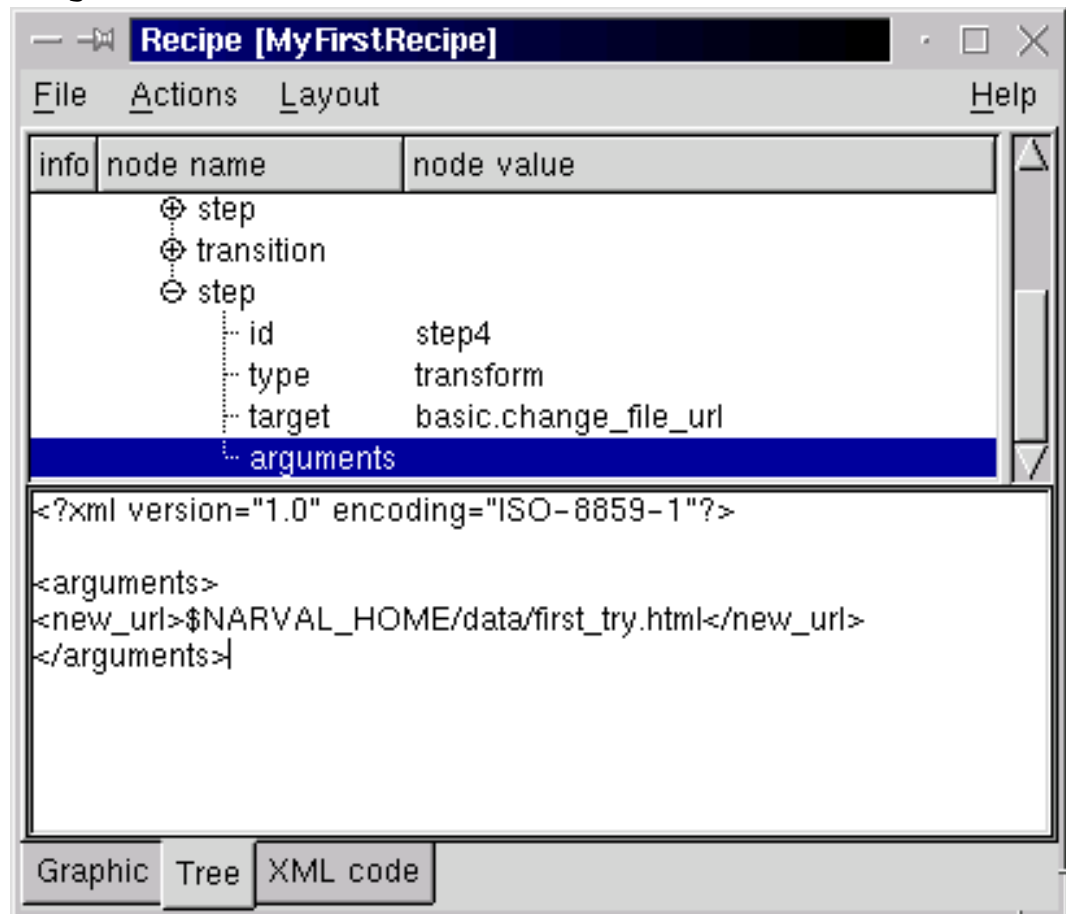 Recipe [MyFirstRecipe]
File Actions Layout Help
info node name node value
step
transition
step
id step4
type transform
target basic.change_file_url
arguments
<?xml version="1.0" encoding="ISO-8859-1"?>
<arguments>
<new_url>$NARVAL_HOME/data/first_try.html</new_url>
</arguments>
Graphic Tree XML code